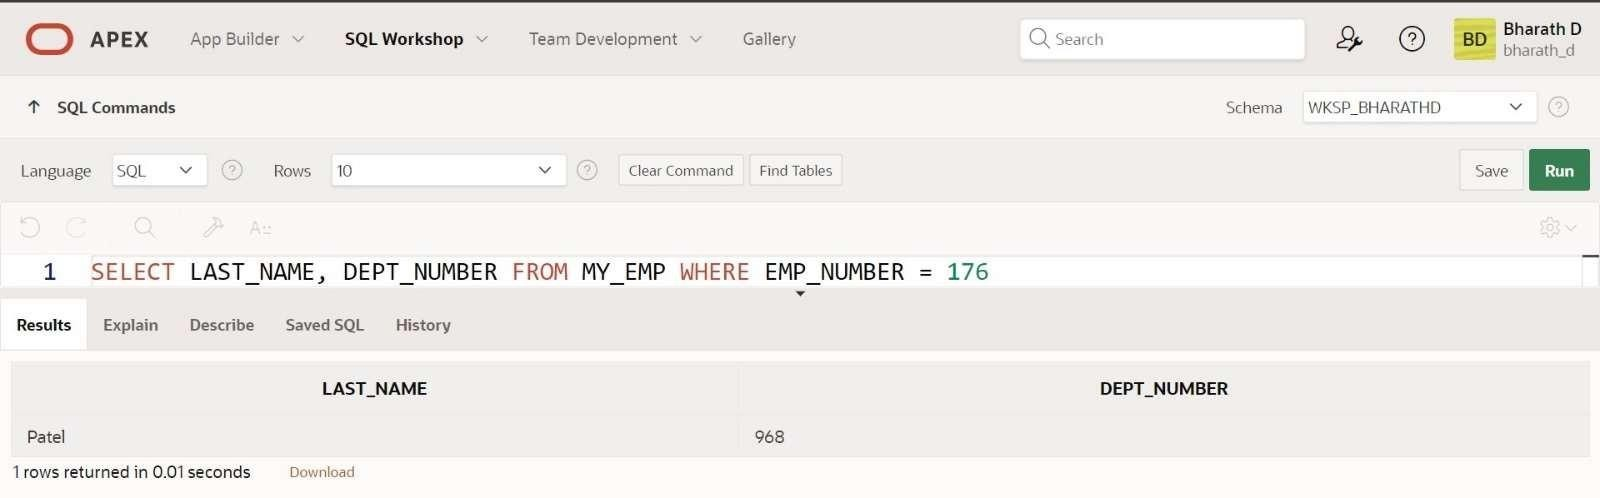 APEX App Builder SQL Workshop Team Development Gallery Search BD Bharath D
bharath_d
SQL Commands Schema WKSP_BHARATHD
Language SQL Rows 10 Clear Command Find Tables Save Run
A::
1 SELECT LAST_NAME, DEPT_NUMBER FROM MY_EMP WHERE EMP_NUMBER = 176
Results Explain Describe Saved SQL History
LAST_NAME DEPT_NUMBER
Patel 968
1 rows returned in 0.01 seconds Download